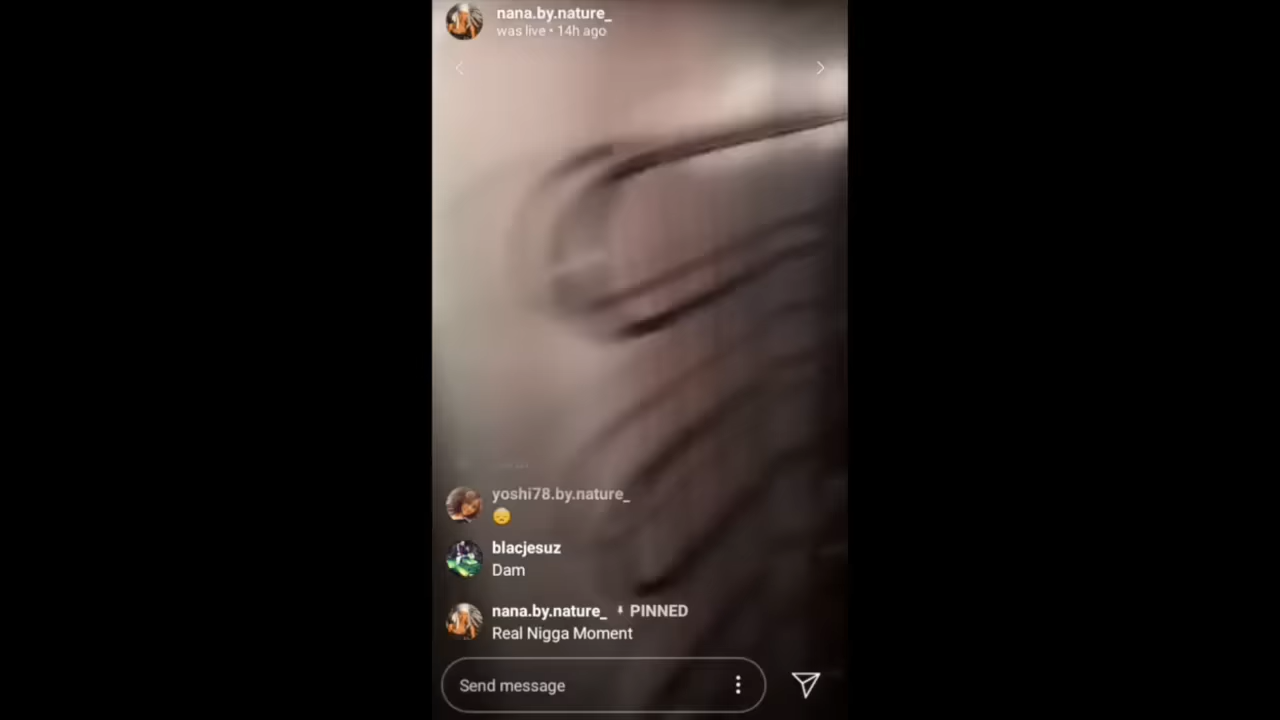 nana.by.nature_
was live • 14h ago
yoshi78.by.nature_
😔
blacjesuz
Dam
nana.by.nature_ PINNED
Real Nigga Moment
Send message